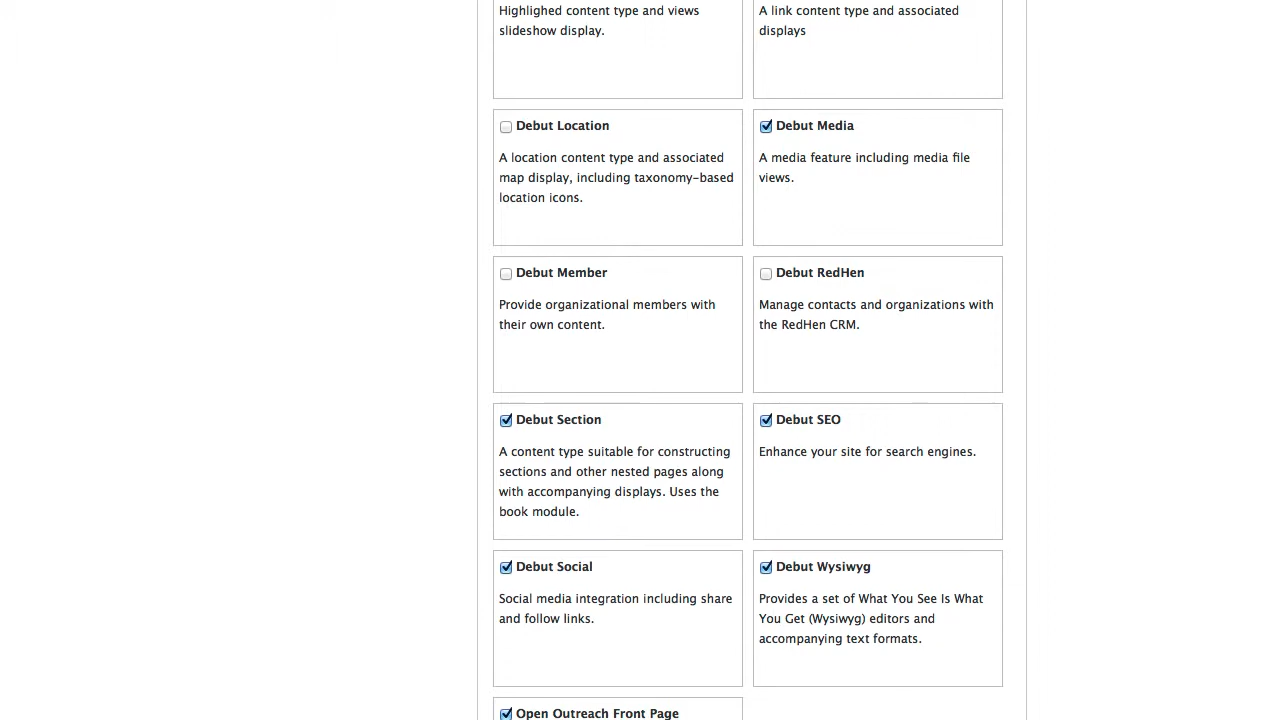 Highlighed content type and views
slideshow display.
A link content type and associated
displays
Debut Location
A location content type and associated
map display, including taxonomy-based
location icons.
Debut Media
A media feature including media file
views.
Debut Member
Provide organizational members with
their own content.
Debut RedHen
Manage contacts and organizations with
the RedHen CRM.
Debut Section
A content type suitable for constructing
sections and other nested pages along
with accompanying displays. Uses the
book module.
Debut SEO
Enhance your site for search engines.
Debut Social
Social media integration including share
and follow links.
Debut Wysiwyg
Provides a set of What You See Is What
You Get (Wysiwyg) editors and
accompanying text formats.
Open Outreach Front Page